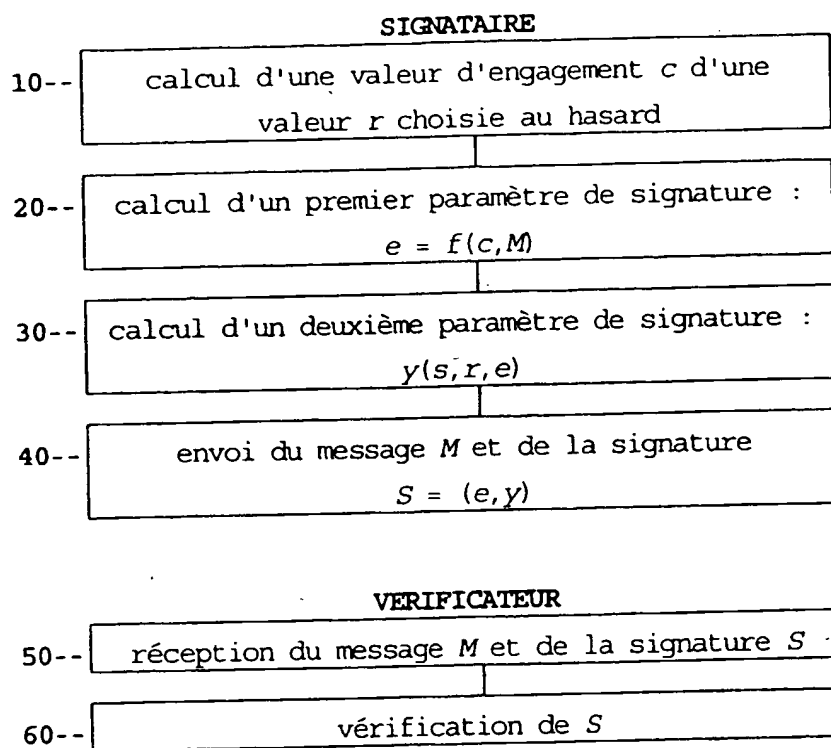 SIGNATAIRE
10-- calcul d'une valeur d'engagement c d'une
valeur r choisie au hasard
20-- calcul d'un premier paramètre de signature :
e = f(c,M)
30-- calcul d'un deuxième paramètre de signature :
y(s,r,e)
40-- envoi du message M et de la signature
S = (e,y)
VERIFICATEUR
50-- réception du message M et de la signature S
60-- vérification de S